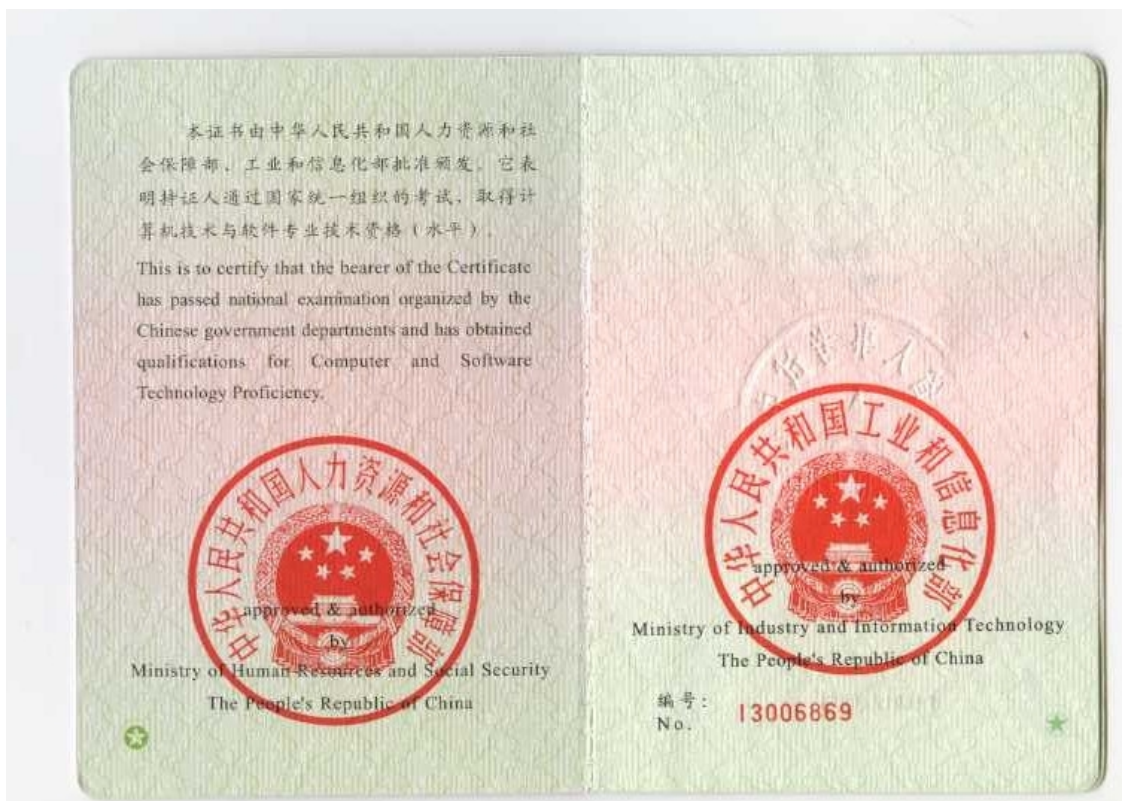 本证书由中华人民共和国人力资源和社
会保障部、工业和信息化部批准颁发。它表
明持证人通过国家统一组织的考试，取得计
算机技术与软件专业技术资格（水平）。
This is to certify that the bearer of the Certificate
has passed national examination organized by the
Chinese government departments and has obtained
qualifications for Computer and Software
Technology Proficiency.
中华人民共和国人力资源和社会保障部
approved & authorized
by
Ministry of Human Resources and Social Security
The People's Republic of China
中华人民共和国工业和信息化部
approved & authorized
by
Ministry of Industry and Information Technology
The People's Republic of China
编号：
No. 13006869